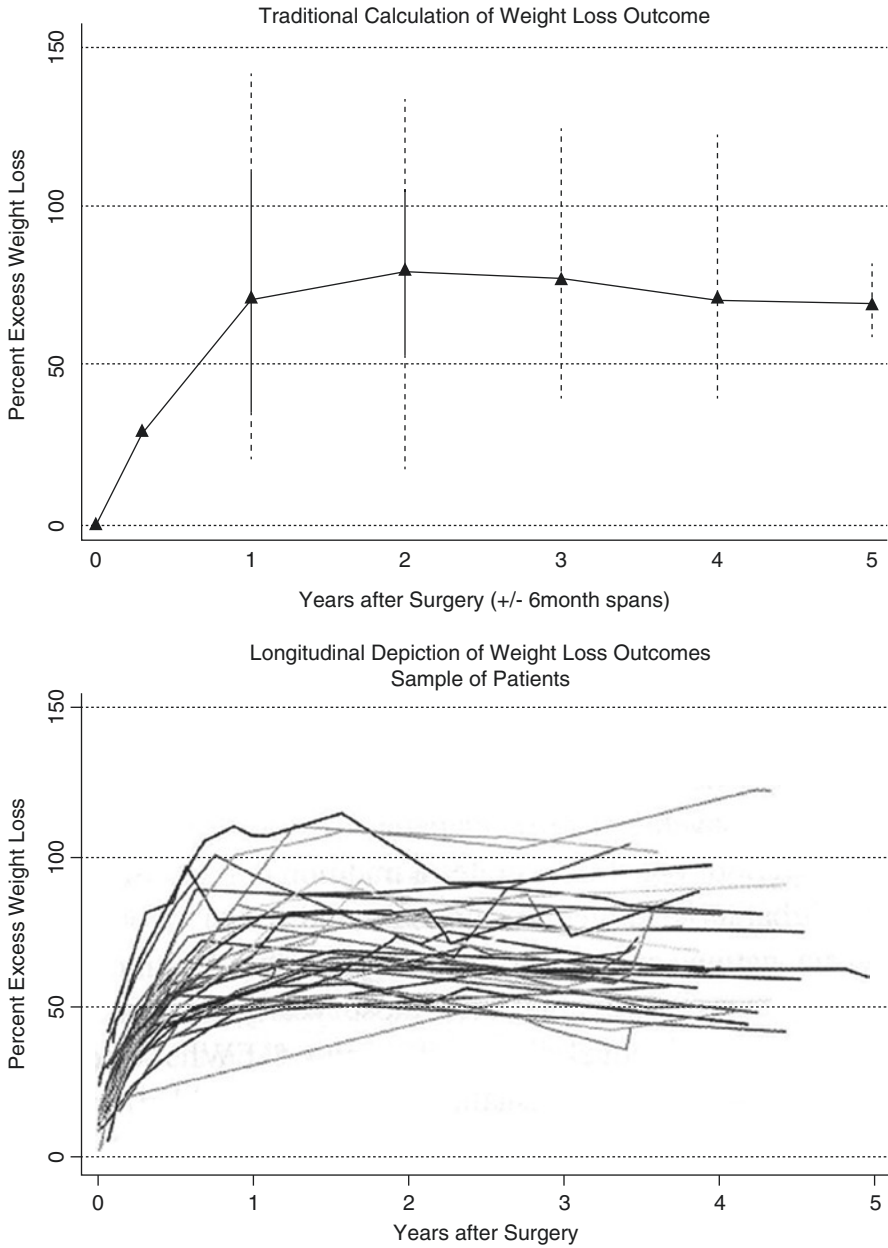 Traditional Calculation of Weight Loss Outcome
Percent Excess Weight Loss
150
100
50
0
0 1 2 3 4 5
Years after Surgery (+/- 6month spans)
Longitudinal Depiction of Weight Loss Outcomes
Sample of Patients
Percent Excess Weight Loss
150
100
50
0
0 1 2 3 4 5
Years after Surgery